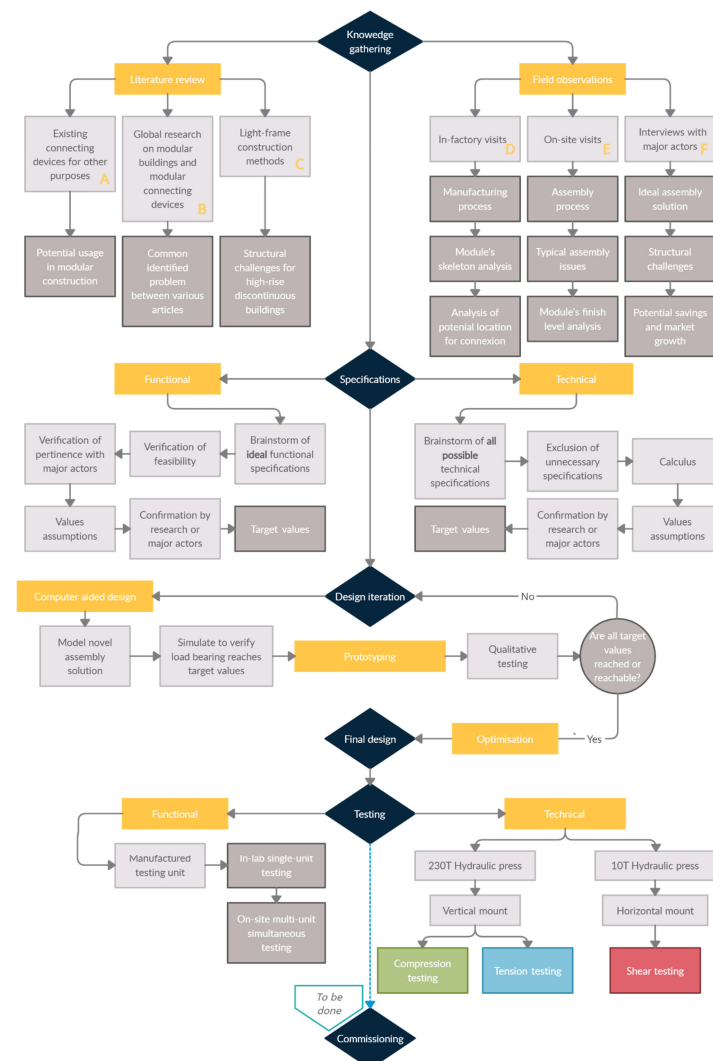 Knowedge
gathering
Literature review
Field observations
Existing
connecting
devices for other
purposes
A
Global research
on modular
buildings and
modular
connecting
devices
B
Light-frame
construction
methods
C
In-factory visits
D
On-site visits
E
Interviews with
major actors
F
Potential usage
in modular
construction
Common
identified
problem
between various
articles
Structural
challenges for
high-rise
discontinuous
buildings
Manufacturing
process
Assembly
process
Ideal assembly
solution
Module's
skeleton analysis
Typical assembly
issues
Structural
challenges
Analysis of
potenial location
for connexion
Module's finish
level analysis
Potential savings
and market
growth
Functional
Specifications
Technical
Verification of
pertinence with
major actors
Verification of
feasibility
Brainstorm of
ideal functional
specifications
Brainstorm of all
possible
technical
specifications
Exclusion of
unnecessary
specifications
Calculus
Values
assumptions
Confirmation by
research or
major actors
Target values
Target values
Confirmation by
research or
major actors
Values
assumptions
Computer aided design
Design iteration
No
Model novel
assembly
solution
Simulate to verify
load bearing reaches
target values
Prototyping
Qualitative
testing
Are all target
values
reached or
reachable?
Final design
Optimisation
Yes
Functional
Testing
Technical
Manufactured
testing unit
In-lab single-unit
testing
230T Hydraulic press
10T Hydraulic press
On-site multi-unit
simultaneous
testing
Vertical mount
Horizontal mount
Compression
testing
Tension testing
Shear testing
To be
done
Commissioning